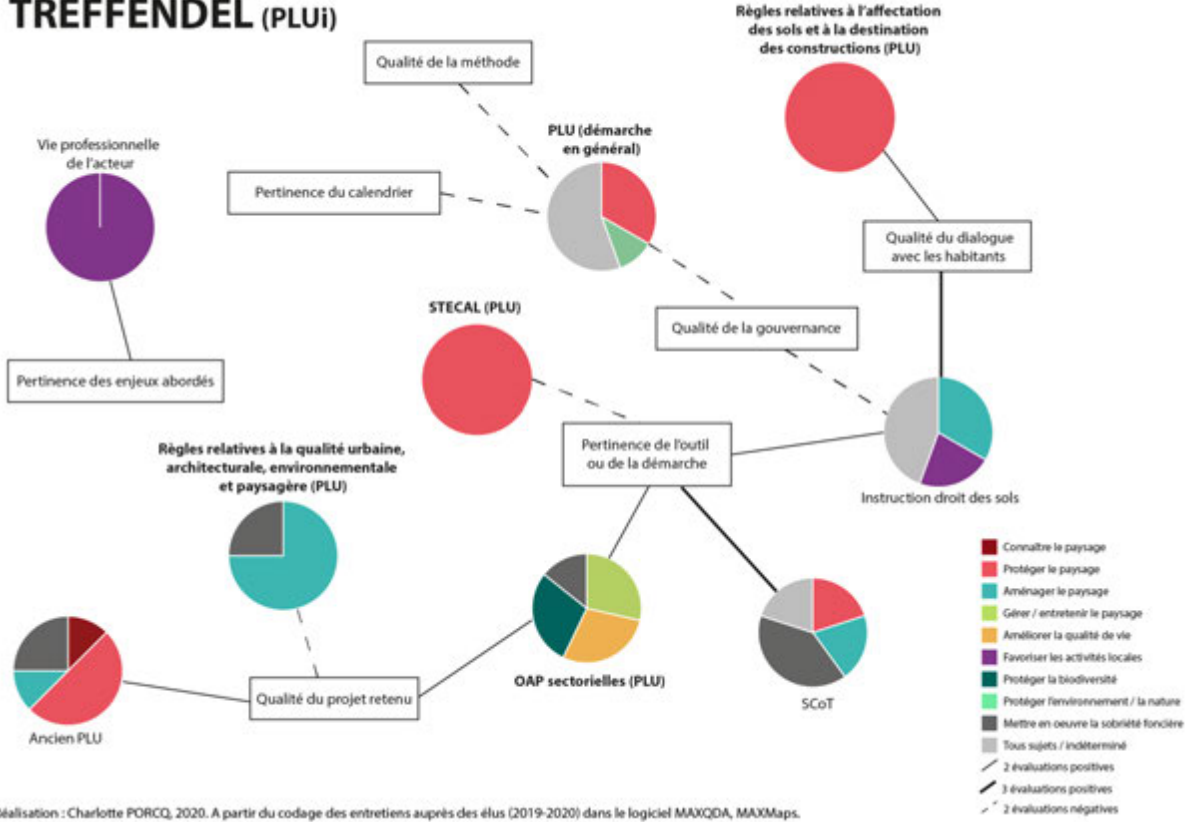 TREFFENDEL (PLUi)
Règles relatives à l'affectation
des sols et à la destination
des constructions (PLU)
Qualité de la méthode
PLU (démarche
en général)
Vie professionnelle
de l'acteur
Pertinence du calendrier
Qualité du dialogue
avec les habitants
STECAL (PLU)
Qualité de la gouvernance
Pertinence des enjeux abordés
Pertinence de l'outil
ou de la démarche
Règles relatives à la qualité urbaine,
architecturale, environnementale
et paysagère (PLU)
Instruction droit des sols
OAP sectorielles (PLU)
Qualité du projet retenu
SCoT
Ancien PLU
Connaître le paysage
Protéger le paysage
Aménager le paysage
Gérer / entretenir le paysage
Améliorer la qualité de vie
Favoriser les activités locales
Protéger la biodiversité
Protéger l'environnement / la nature
Mettre en oeuvre la sobriété foncière
Tous sujets / indéterminé
2 évaluations positives
3 évaluations positives
2 évaluations négatives
Réalisation : Charlotte PORCQ, 2020. A partir du codage des entretiens auprès des élus (2019-2020) dans le logiciel MAXQDA, MAXMaps.